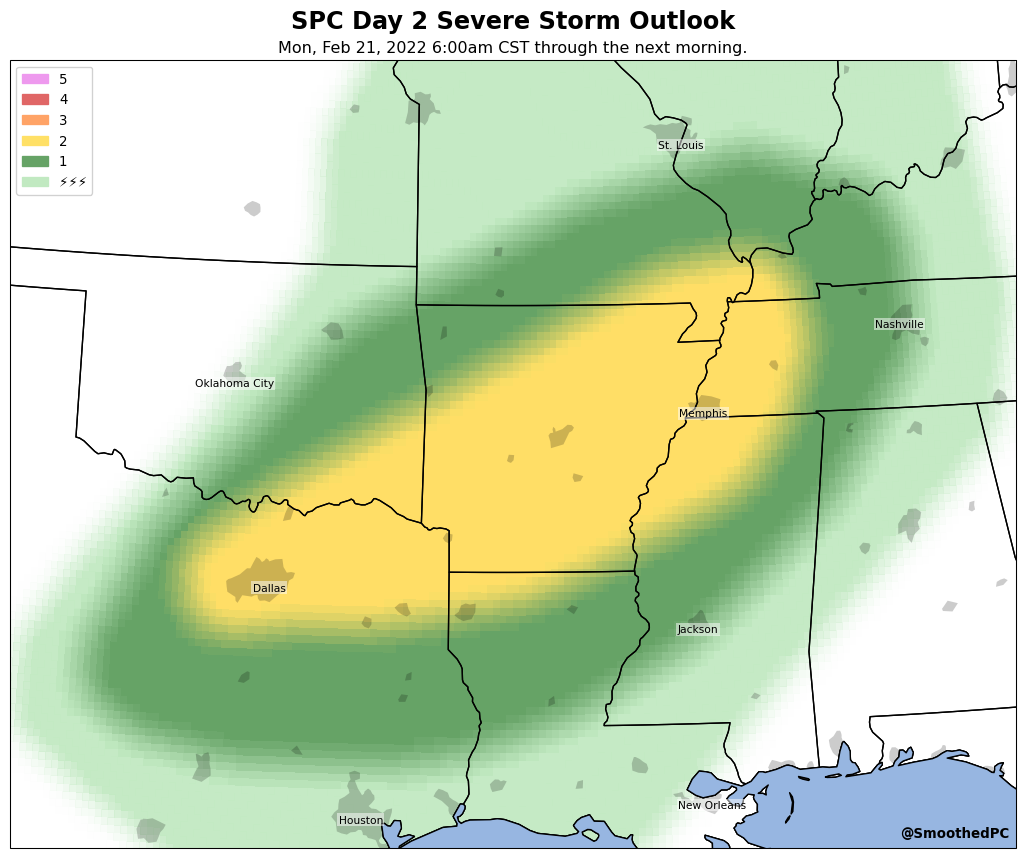 SPC Day 2 Severe Storm Outlook
Mon, Feb 21, 2022 6:00am CST through the next morning.
5
4
3
2
1
⚡⚡⚡
St. Louis
Nashville
Oklahoma City
Memphis
Dallas
Jackson
New Orleans
Houston
@SmoothedPC